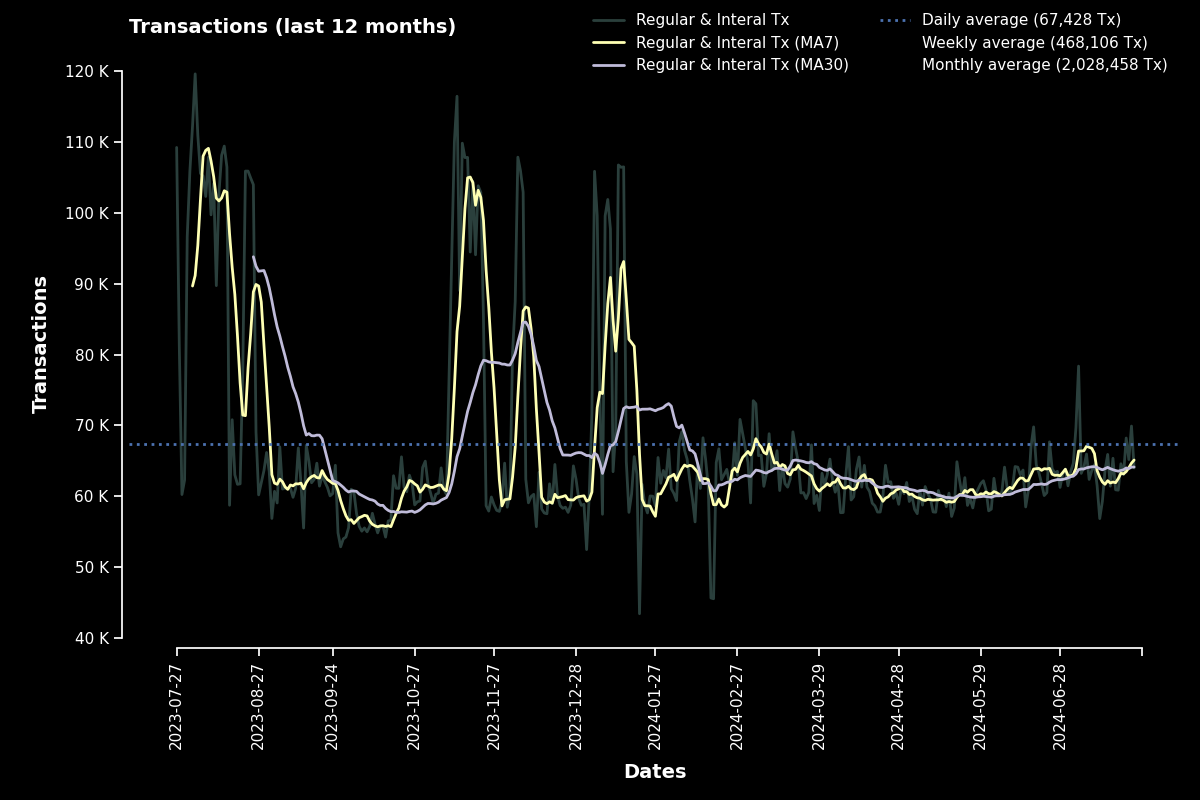 Transactions (last 12 months)
Regular & Interal Tx
Regular & Interal Tx (MA7)
Regular & Interal Tx (MA30)
Daily average (67,428 Tx)
Weekly average (468,106 Tx)
Monthly average (2,028,458 Tx)
Transactions
120 K
110 K
100 K
90 K
80 K
70 K
60 K
50 K
40 K
2023-07-27
2023-08-27
2023-09-24
2023-10-27
2023-11-27
2023-12-28
2024-01-27
2024-02-27
2024-03-29
2024-04-28
2024-05-29
2024-06-28
Dates